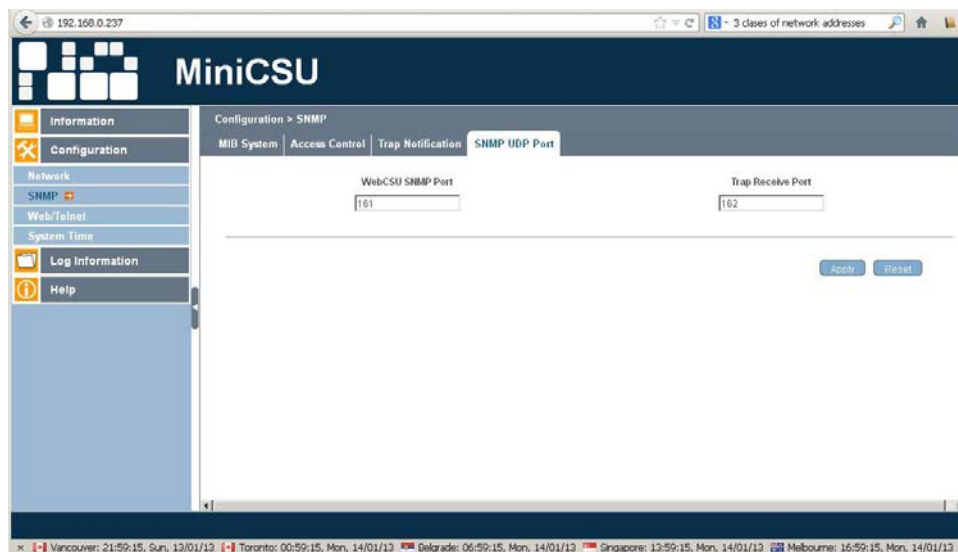 192.168.0.237
- 3 clases of network addresses
MiniCSU
Information
Configuration
Network
SNMP
Web/Telnet
System Time
Log Information
Help
Configuration > SNMP
MIB System
Access Control
Trap Notification
SNMP UDP Port
WebCSU SNMP Port
161
Trap Receive Port
162
Apply
Reset
Vancouver: 21:59:15, Sun, 13/01/13 Toronto: 00:59:15, Mon, 14/01/13 Belgrade: 06:59:15, Mon, 14/01/13 Singapore: 13:59:15, Mon, 14/01/13 Melbourne: 16:59:15, Mon, 14/01/13